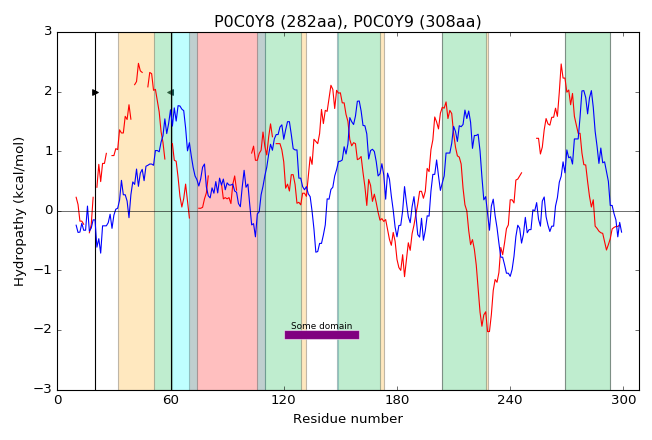 P0C0Y8 (282aa), P0C0Y9 (308aa)
3
2
1
0
−1
−2
−3
Hydropathy (kcal/mol)
Some domain
0 60 120 180 240 300
Residue number